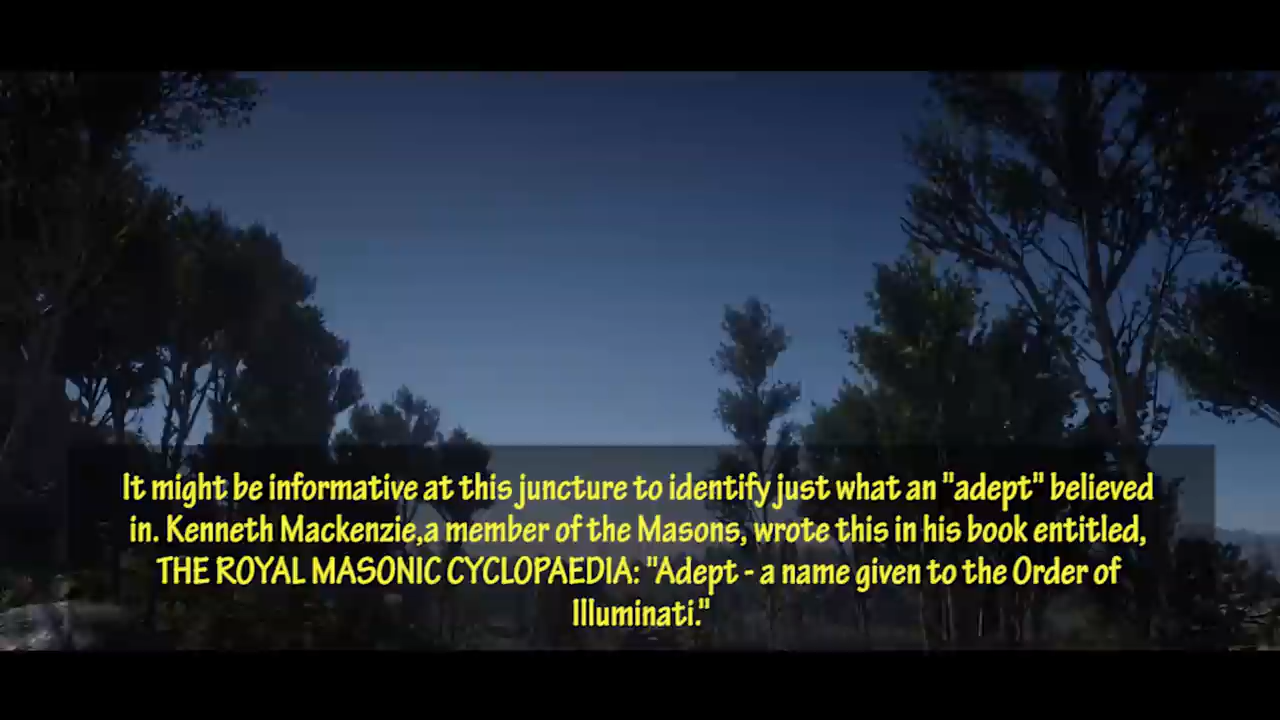 It might be informative at this juncture to identify just what an "adept" believed
in. Kenneth Mackenzie,a member of the Masons, wrote this in his book entitled,
THE ROYAL MASONIC CYCLOPAEDIA: "Adept - a name given to the Order of
Illuminati."